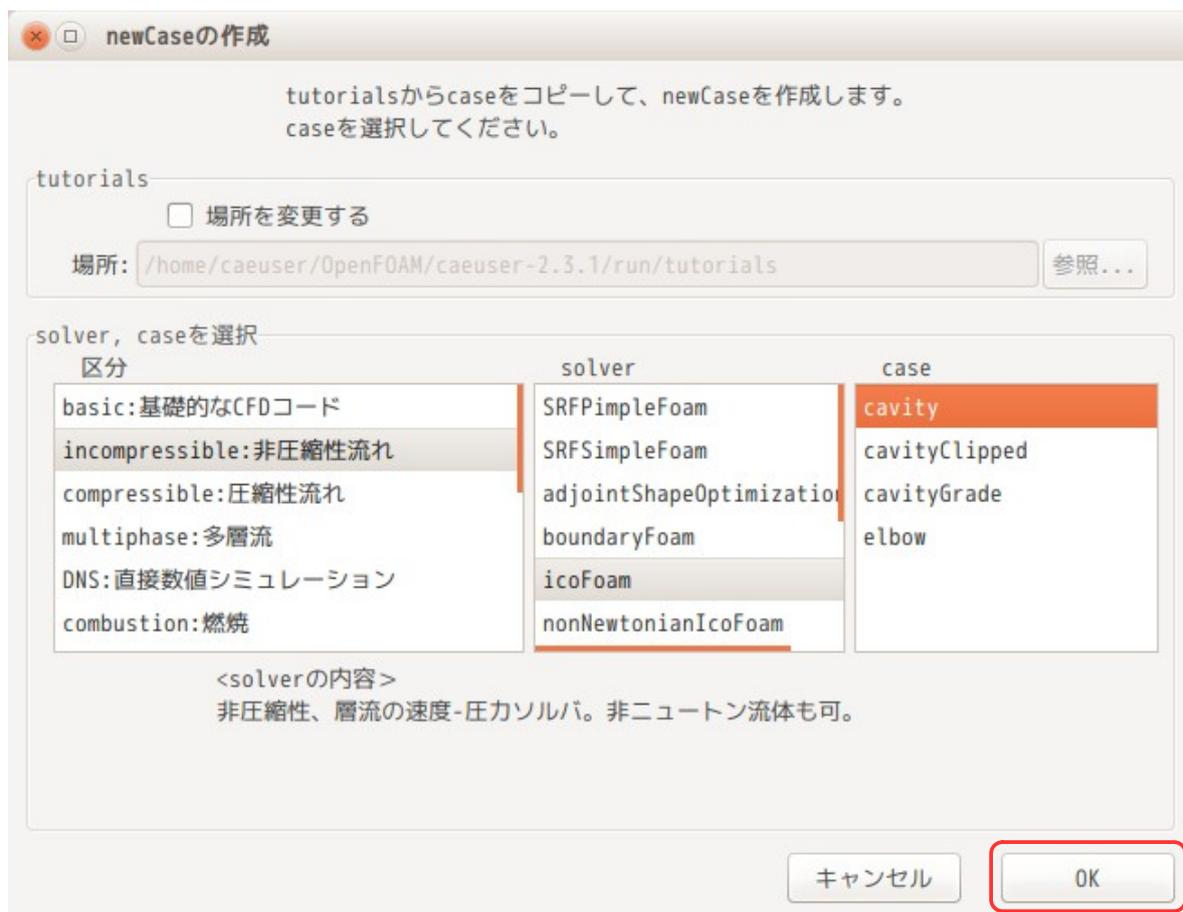 newCaseの作成
tutorialsからcaseをコピーして、newCaseを作成します。
caseを選択してください。
tutorials
場所を変更する
場所:
/home/caeuser/OpenFOAM/caeuser-2.3.1/run/tutorials
参照...
solver, caseを選択
区分
basic:基礎的なCFDコード
incompressible:非圧縮性流れ
compressible:圧縮性流れ
multiphase:多層流
DNS:直接数値シミュレーション
combustion:燃焼
solver
SRFPimpleFoam
SRFSimpleFoam
adjointShapeOptimization
boundaryFoam
icoFoam
nonNewtonianIcoFoam
case
cavity
cavityClipped
cavityGrade
elbow
<solverの内容>
非圧縮性、層流の速度-圧力ソルバ。非ニュートン流体も可。
キャンセル
OK